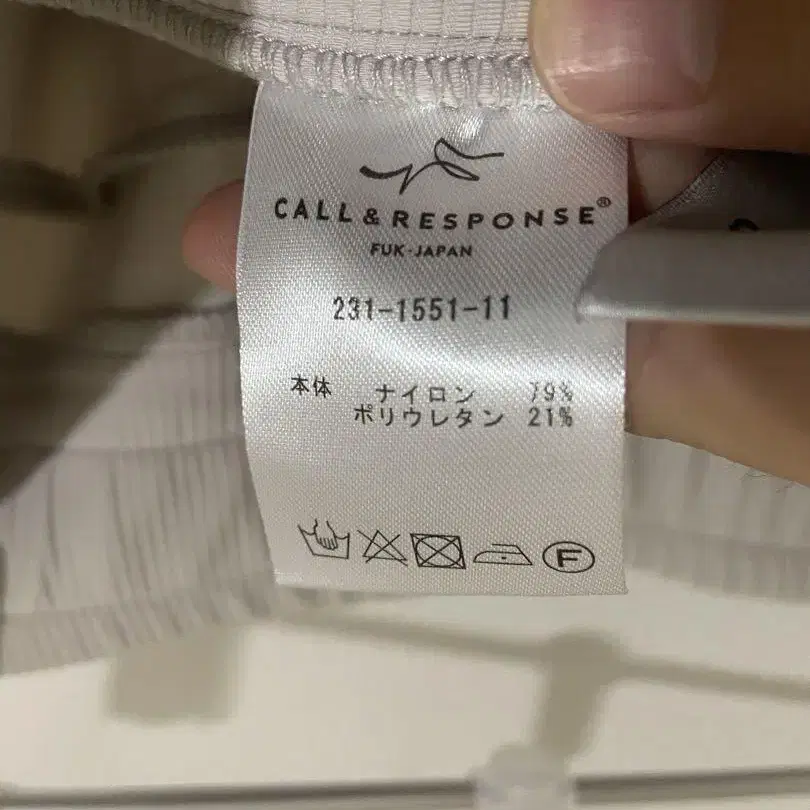 CALL & RESPONSE®
FUK-JAPAN
231-1551-11
本体 ナイロン 79%
ポリウレタン 21%
F